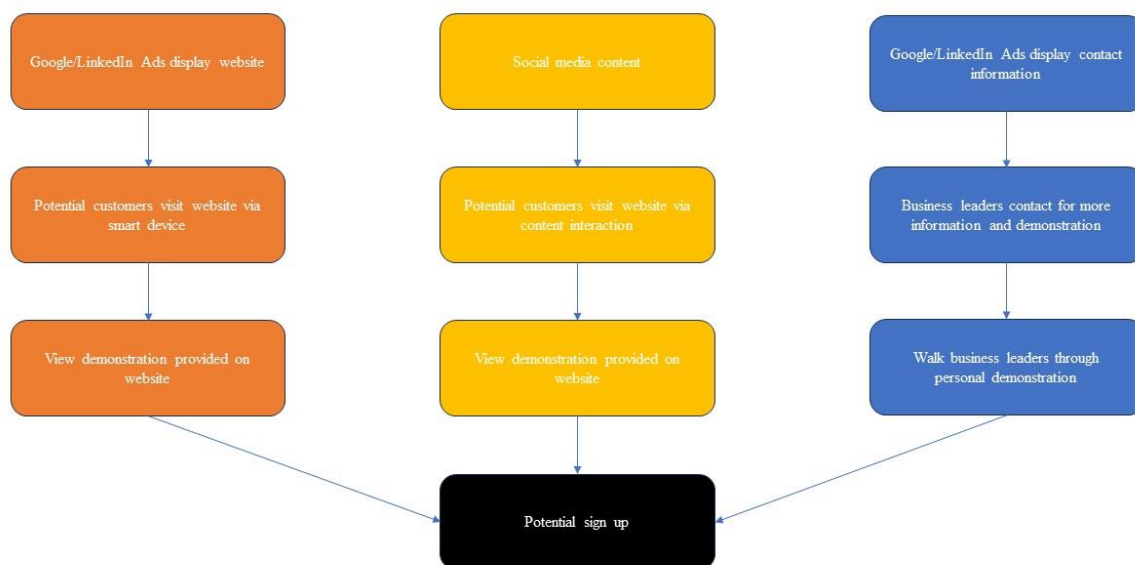 Google/LinkedIn Ads display website
Social media content
Google/LinkedIn Ads display contact
information
Potential customers visit website via
smart device
Potential customers visit website via
content interaction
Business leaders contact for more
information and demonstration
View demonstration provided on
website
View demonstration provided on
website
Walk business leaders through
personal demonstration
Potential sign up